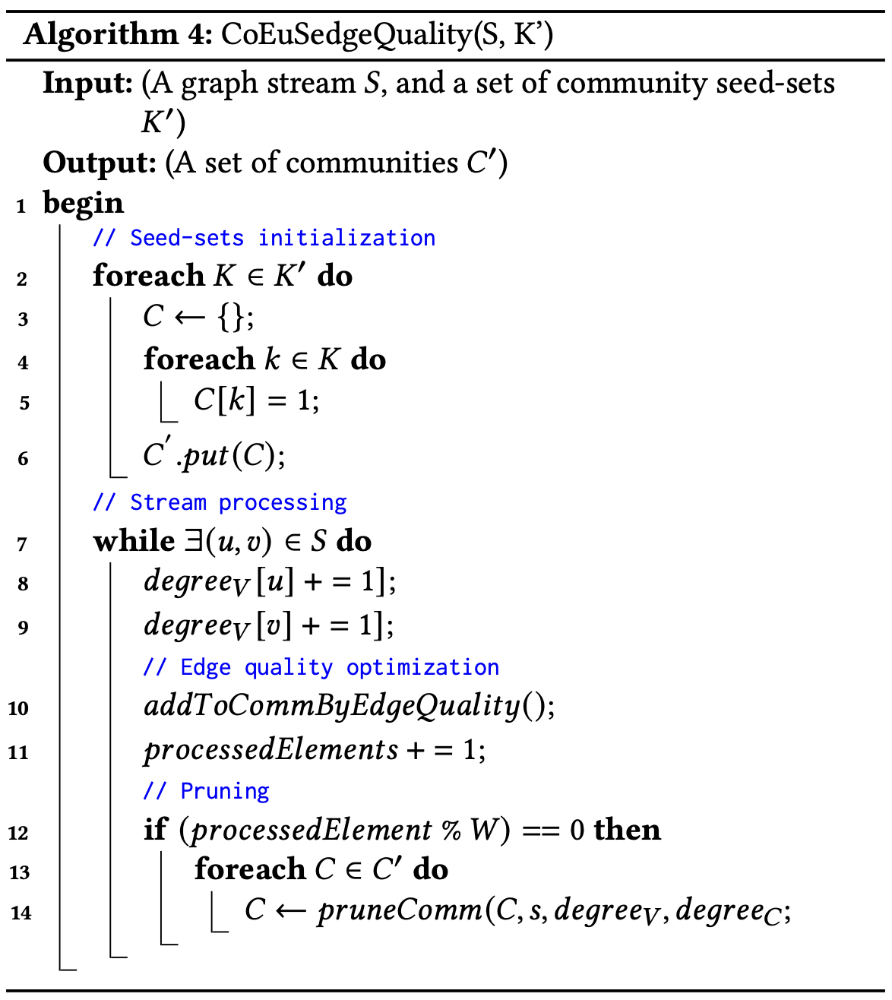 Algorithm 4: CoEuSedgeQuality(S, K’)
Input: (A graph stream S, and a set of community seed-sets
K′)
Output: (A set of communities C′)
1 begin
// Seed-sets initialization
2 foreach K ∈ K′ do
3 C ← {};
4 foreach k ∈ K do
5 C[k] = 1;
6 C′.put(C);
// Stream processing
7 while ∃(u, v) ∈ S do
8 degree_V[u] + = 1];
9 degree_V[v] + = 1];
// Edge quality optimization
10 addToCommByEdgeQuality();
11 processedElements + = 1;
// Pruning
12 if (processedElement % W) == 0 then
13 foreach C ∈ C′ do
14 C ← pruneComm(C, s, degree_V, degree_C;